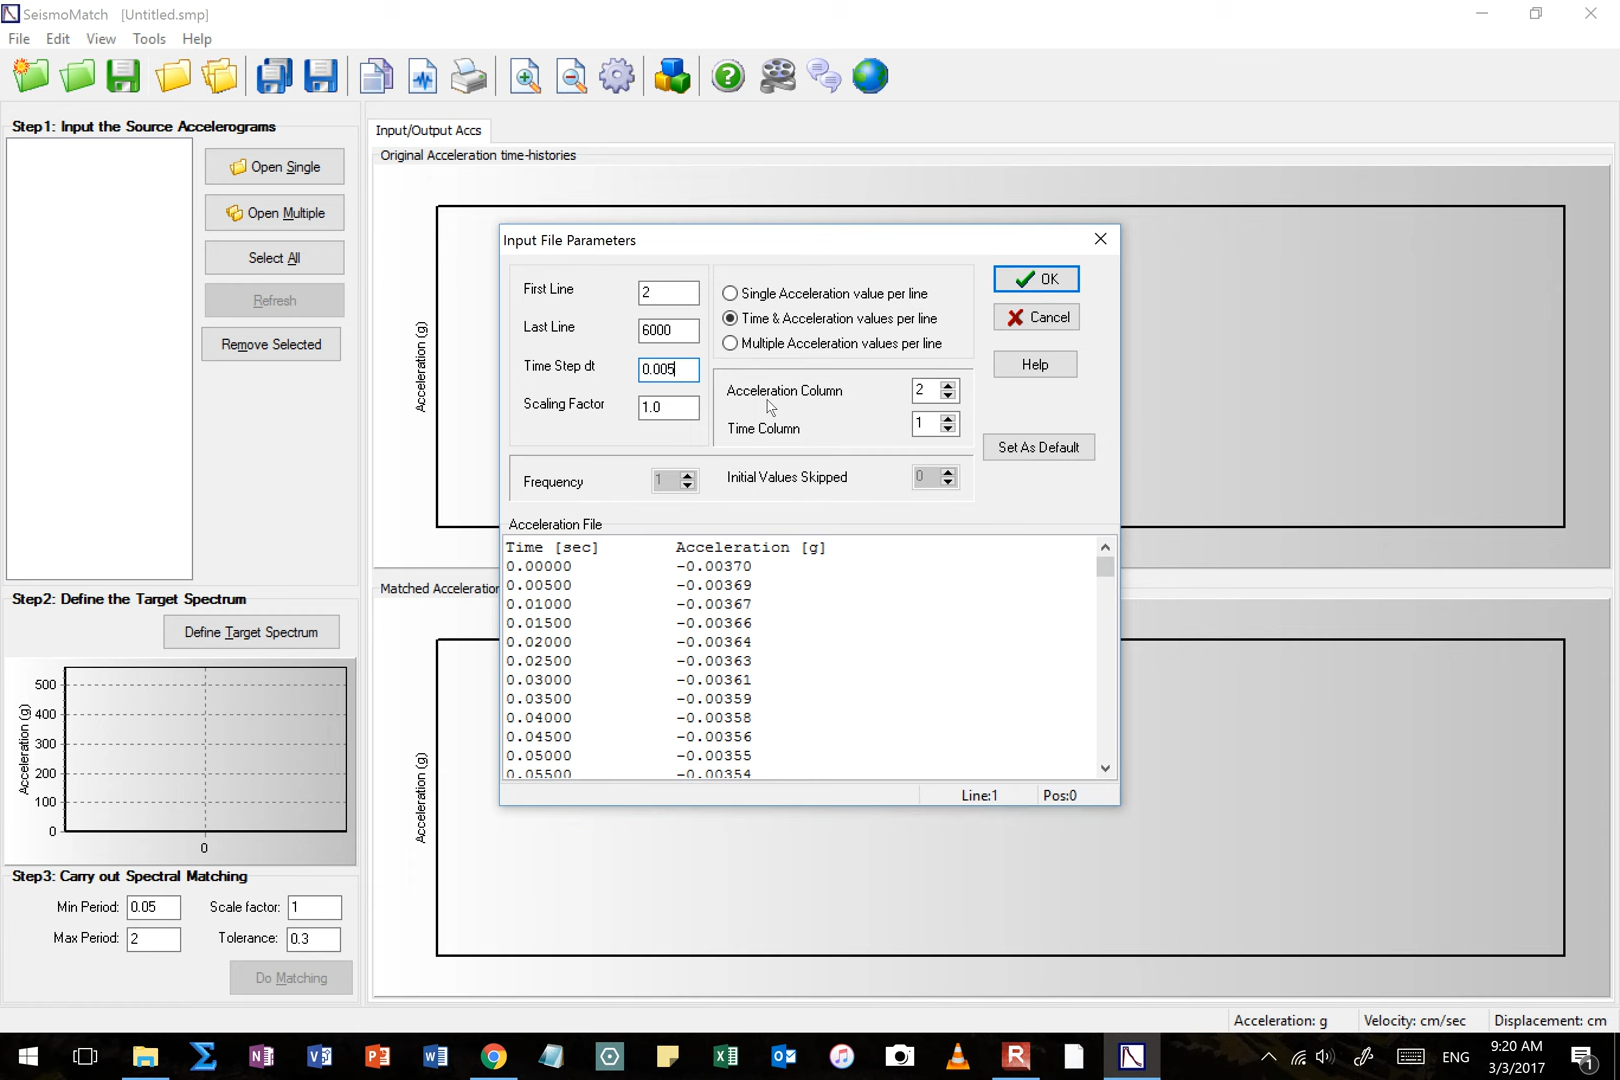 SeismoMatch [Untitled.smp]
File Edit View Tools Help
Step1: Input the Source Accelerograms
Open Single
Open Multiple
Select All
Refresh
Remove Selected
Step2: Define the Target Spectrum
Define Target Spectrum
Acceleration (g)
500
400
300
200
100
0
0
Step3: Carry out Spectral Matching
Min Period: 0.05 Scale factor: 1
Max Period: 2 Tolerance: 0.3
Do Matching
Input/Output Accs
Original Acceleration time-histories
Acceleration (g)
Matched Acceleration
Acceleration (g)
Input File Parameters
First Line 2
Last Line 6000
Time Step dt 0.005
Scaling Factor 1.0
Single Acceleration value per line
Time & Acceleration values per line
Multiple Acceleration values per line
Acceleration Column 2
Time Column 1
Frequency 1
Initial Values Skipped 0
OK
Cancel
Help
Set As Default
Acceleration File
Time [sec] Acceleration [g]
0.00000 -0.00370
0.00500 -0.00369
0.01000 -0.00367
0.01500 -0.00366
0.02000 -0.00364
0.02500 -0.00363
0.03000 -0.00361
0.03500 -0.00359
0.04000 -0.00358
0.04500 -0.00356
0.05000 -0.00355
0.05500 -0.00354
Line:1 Pos:0
Acceleration: g Velocity: cm/sec Displacement: cm
ENG
9:20 AM
3/3/2017
1